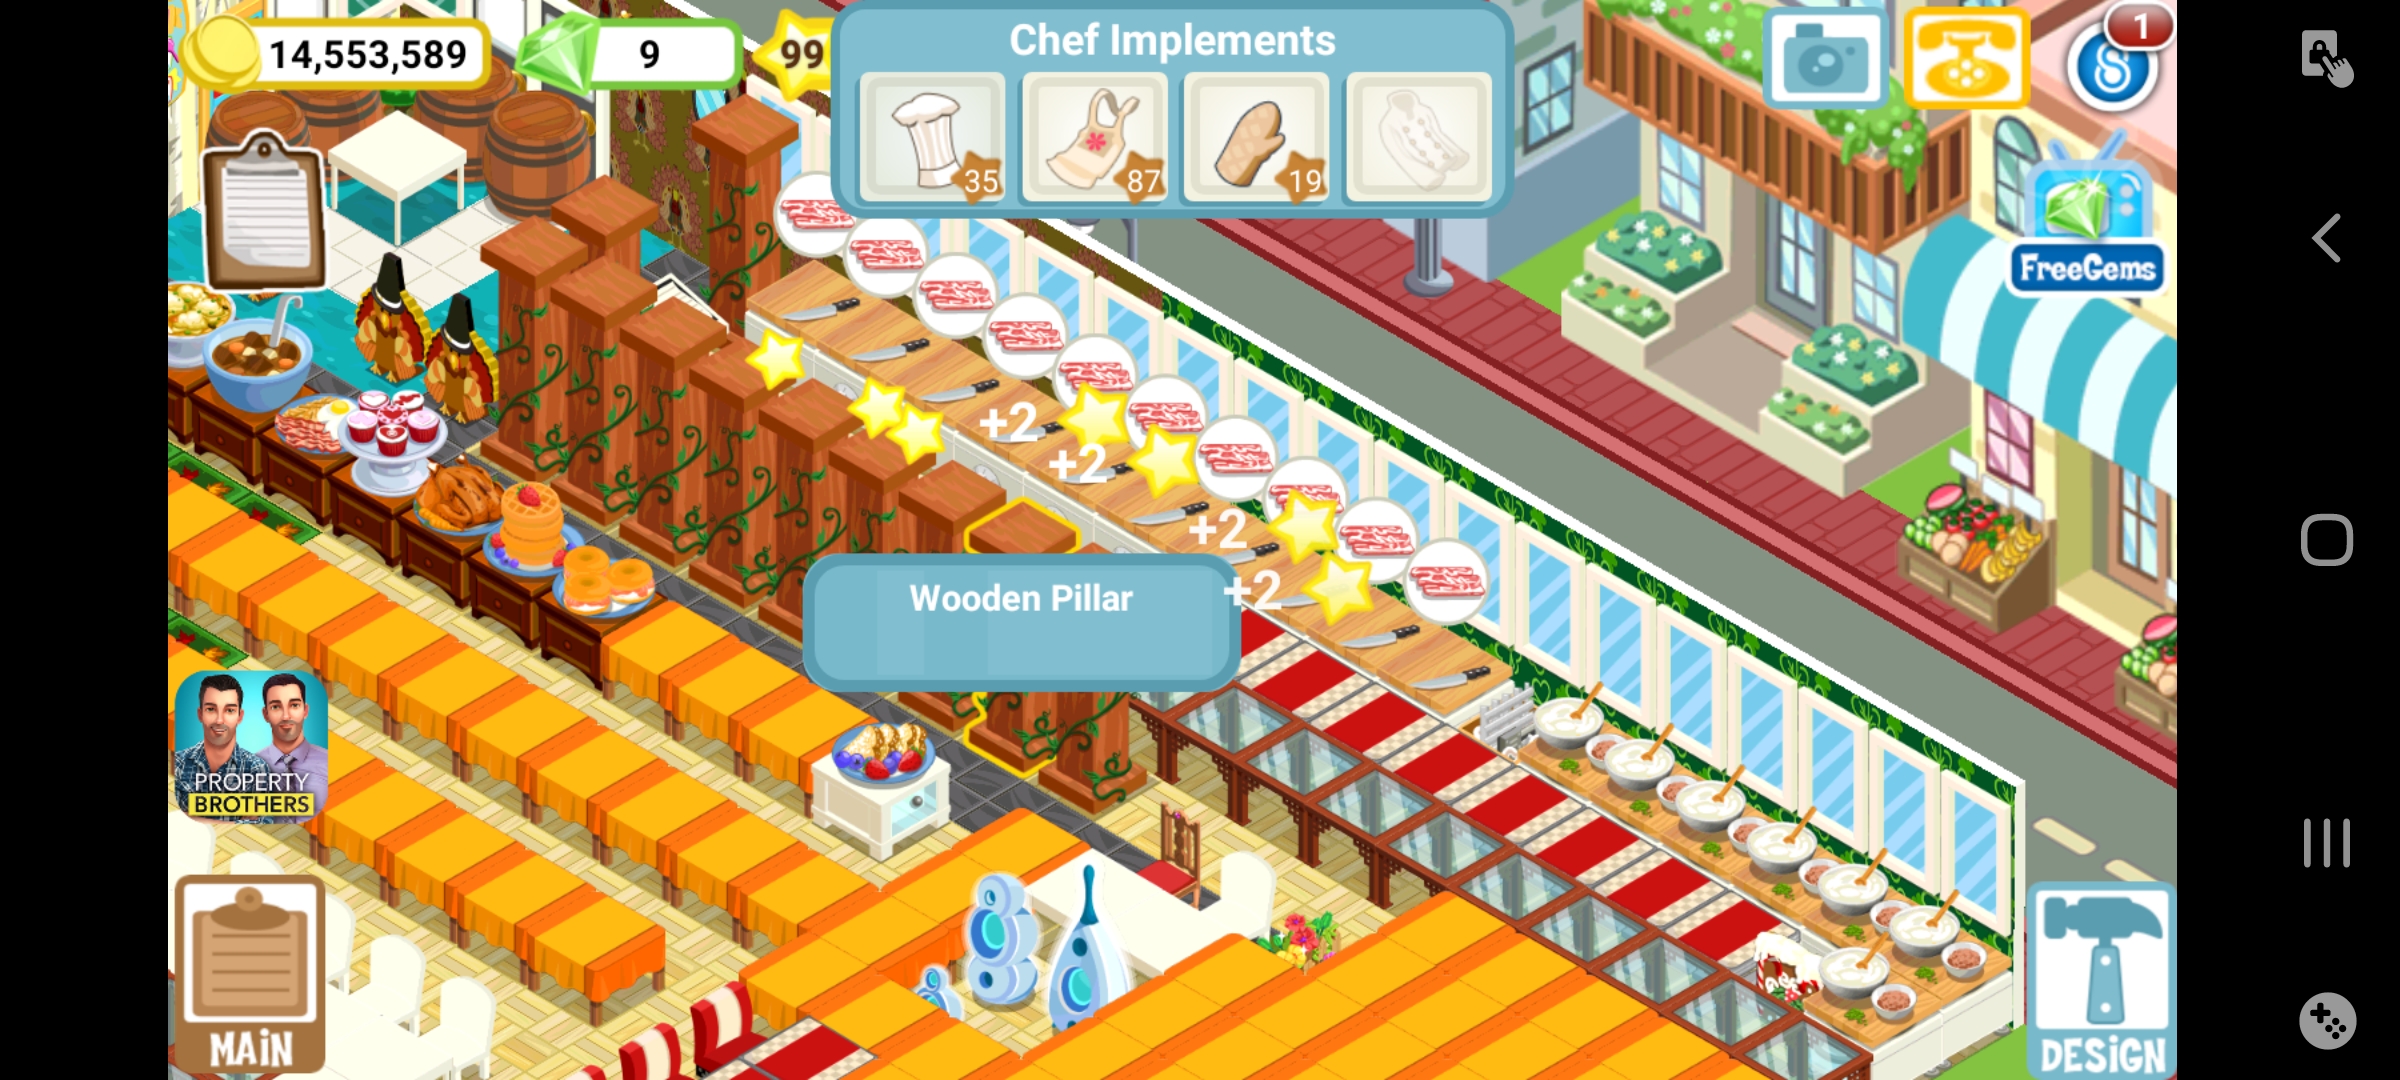 14,553,589
9
99
Chef Implements
35
87
19
1
FreeGems
+2
+2
+2
+2
Wooden Pillar
PROPERTY
BROTHERS
MAIN
DESIGN